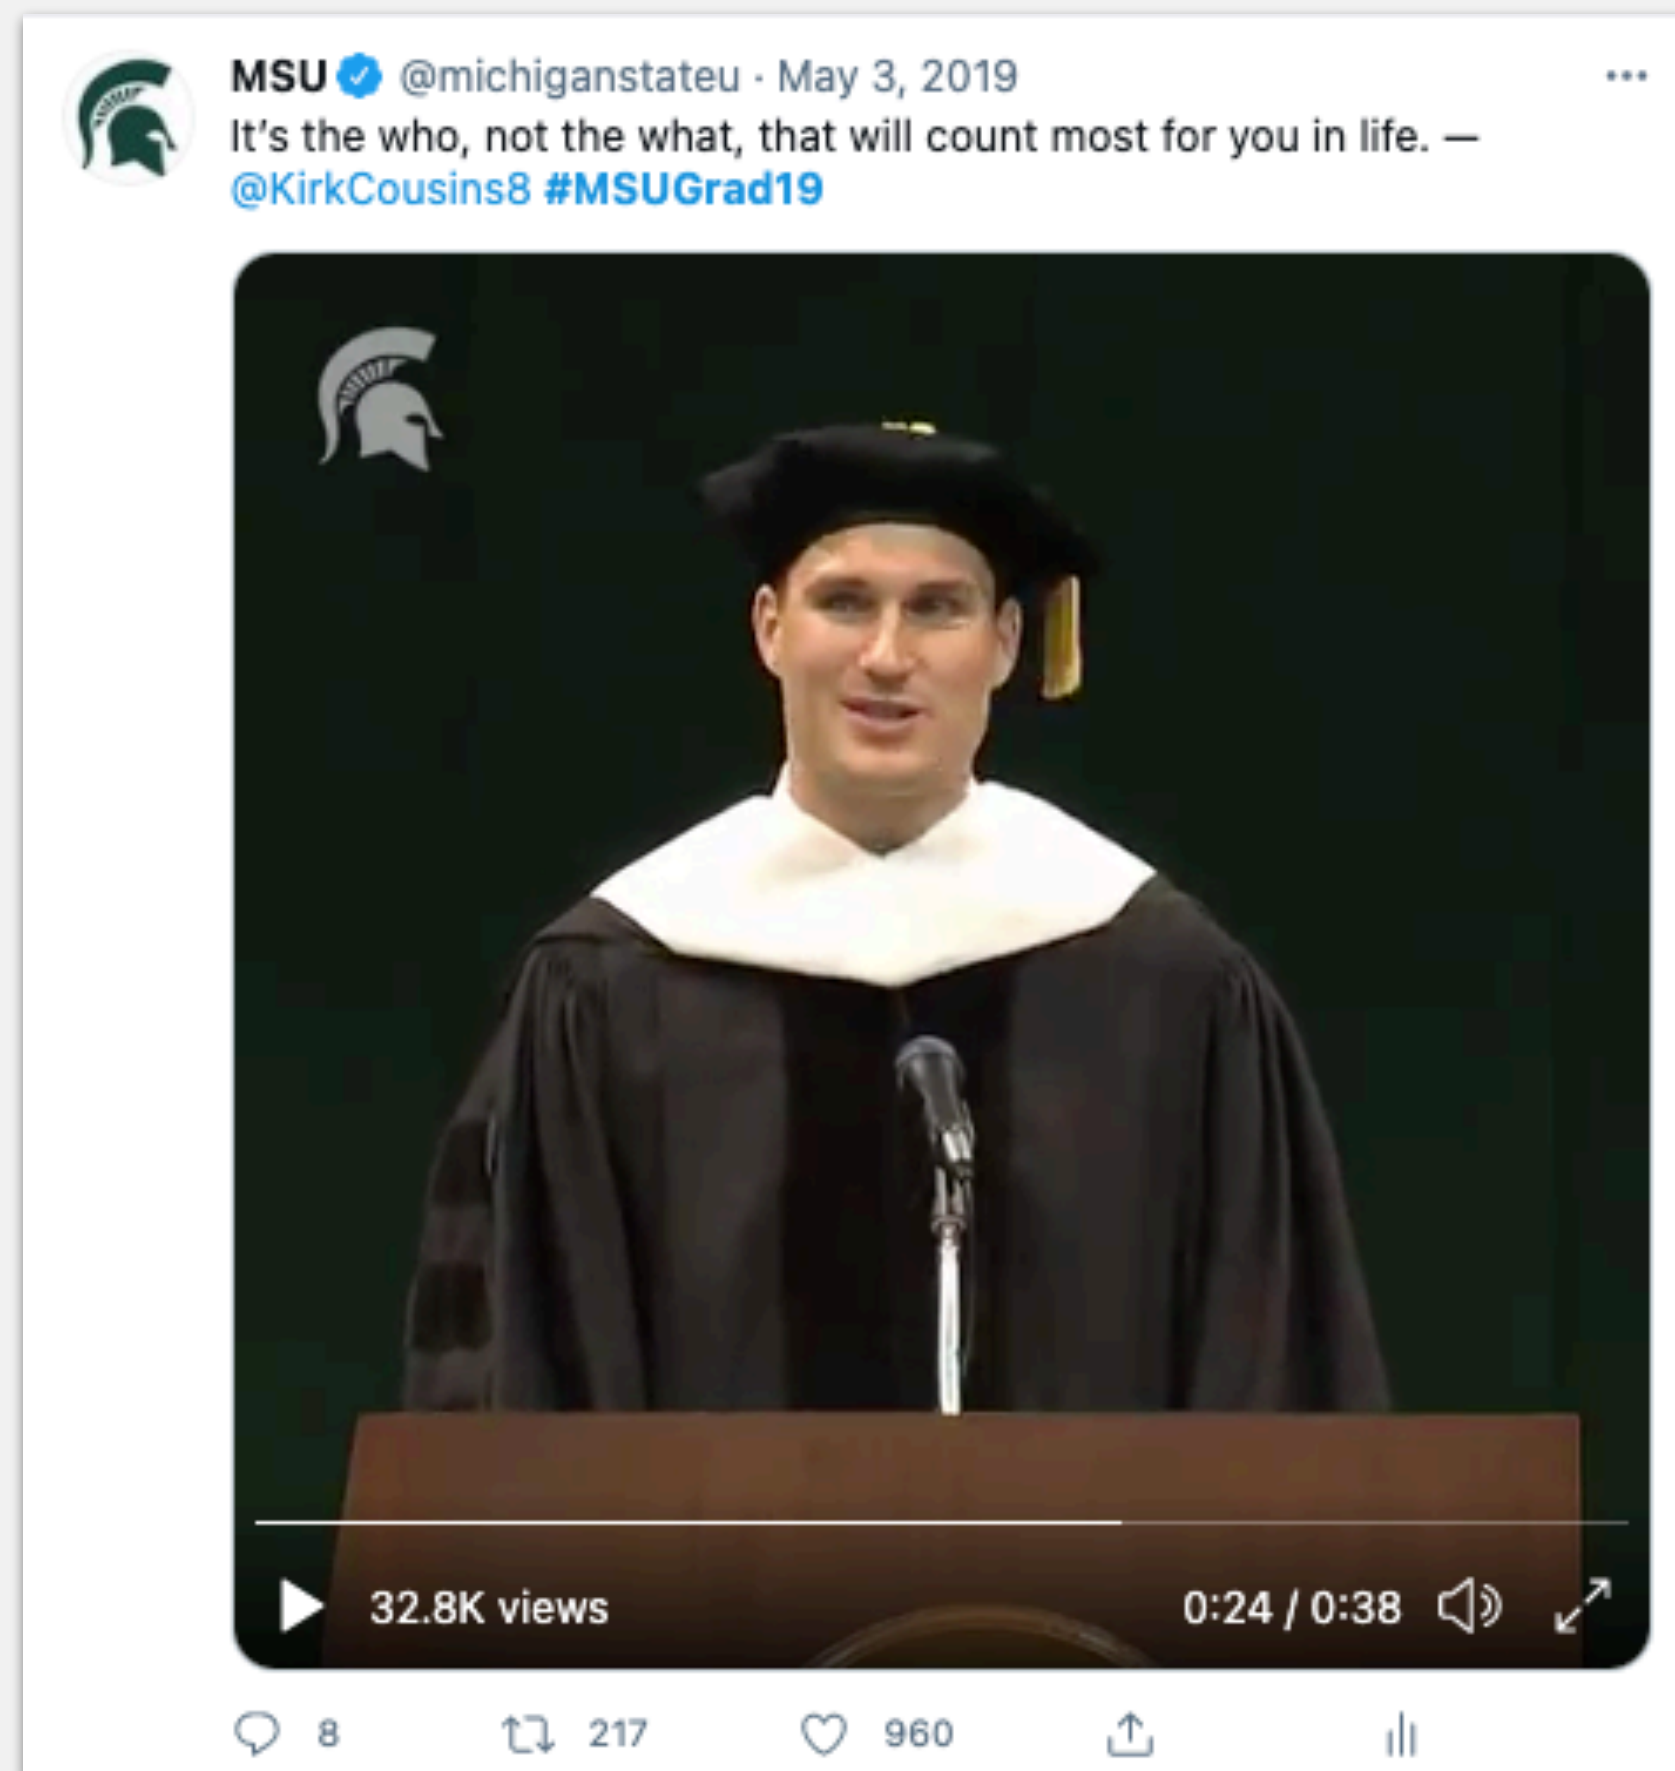 MSU @michiganstateu · May 3, 2019
It's the who, not the what, that will count most for you in life. —
@KirkCousins8 #MSUGrad19
32.8K views
0:24 / 0:38
8
217
960